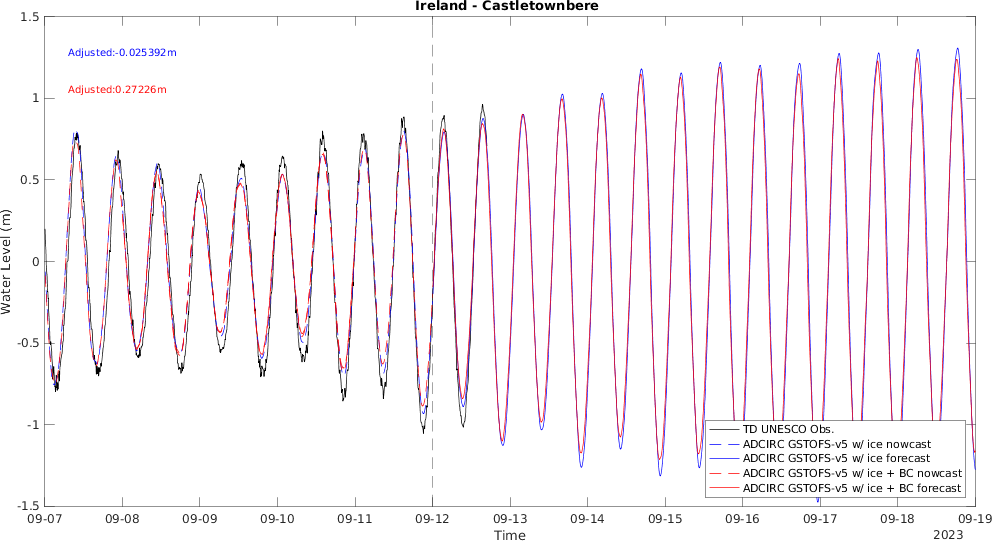 Ireland - Castletownbere
1.5
Adjusted:-0.025392m
Adjusted:0.27226m
1
0.5
0
-0.5
-1
-1.5
Water Level (m)
TD UNESCO Obs.
ADCIRC GSTOFS-v5 w/ ice nowcast
ADCIRC GSTOFS-v5 w/ ice forecast
ADCIRC GSTOFS-v5 w/ ice + BC nowcast
ADCIRC GSTOFS-v5 w/ ice + BC forecast
09-07 09-08 09-09 09-10 09-11 09-12 09-13 09-14 09-15 09-16 09-17 09-18 09-19
Time
2023